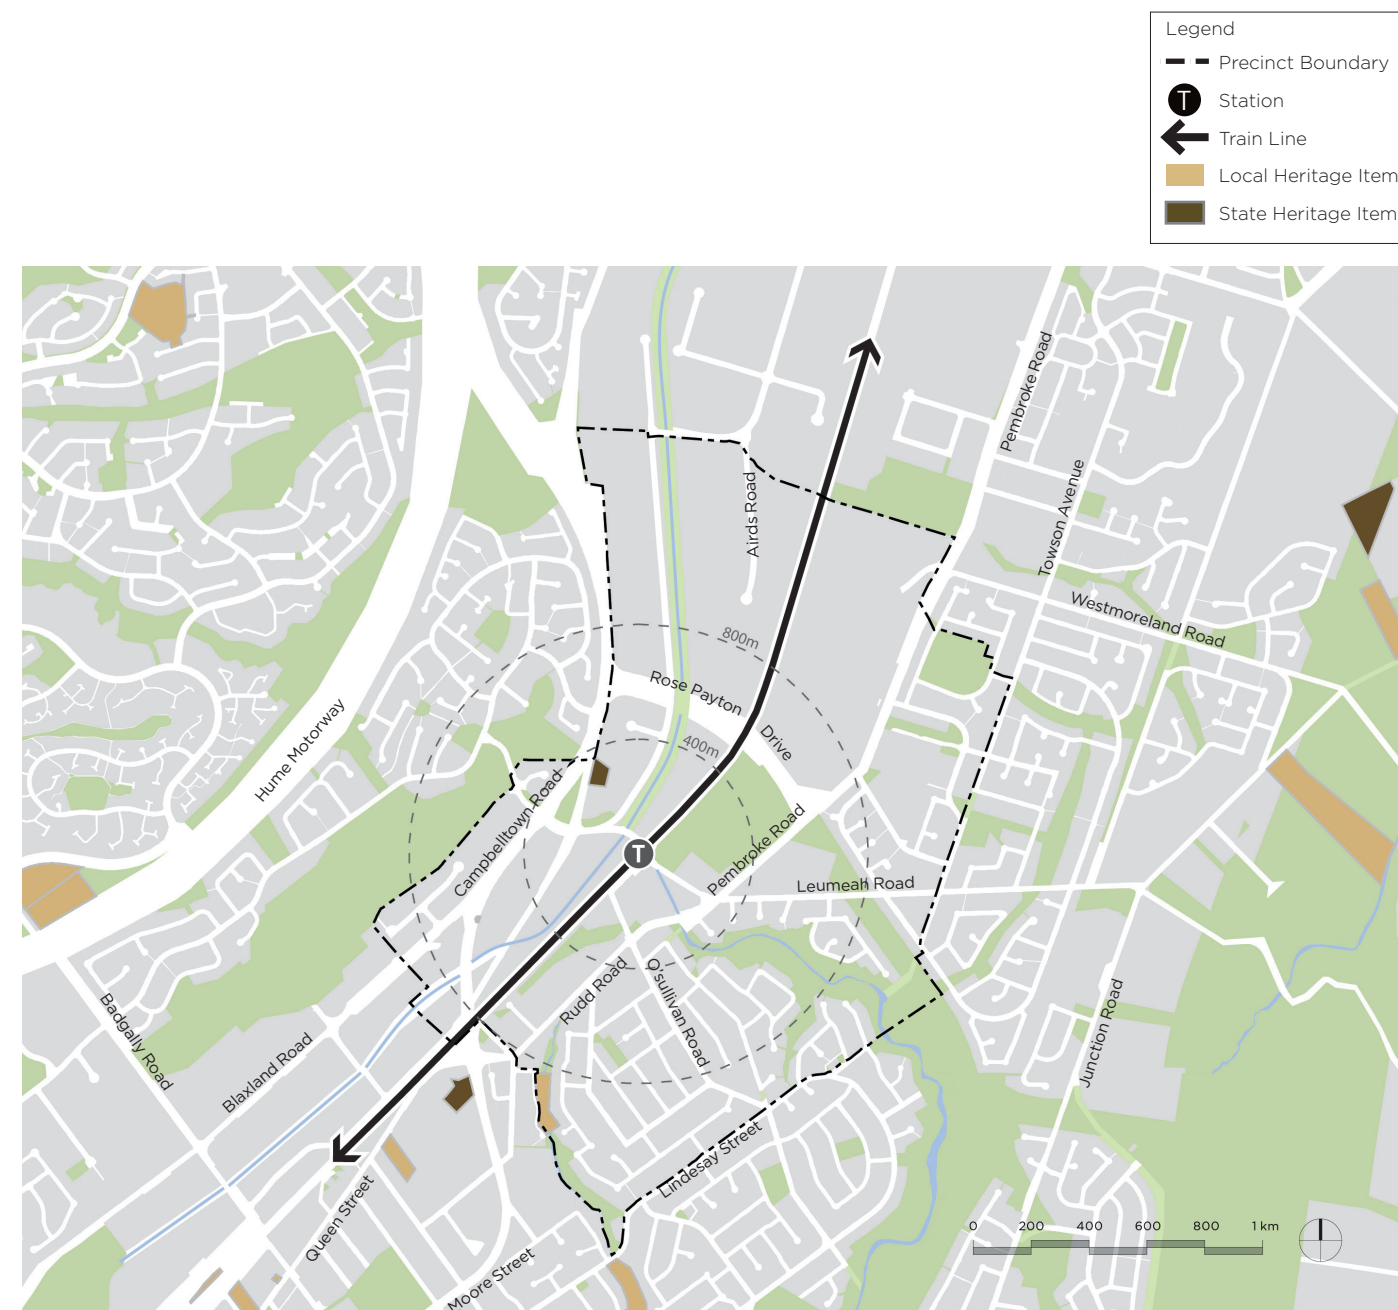 Legend
Precinct Boundary
T Station
Train Line
Local Heritage Item
State Heritage Item
Pembroke Road
Towson Avenue
Airds Road
Westmoreland Road
800m
Rose Payton
Drive
400m
Hume Motorway
Campbelltown Road
T
Pembroke Road
Leumeah Road
Rudd Road
O'sullivan Road
Badgally Road
Blaxland Road
Junction Road
Lindesay Street
Queen Street
Moore Street
0 200 400 600 800 1 km